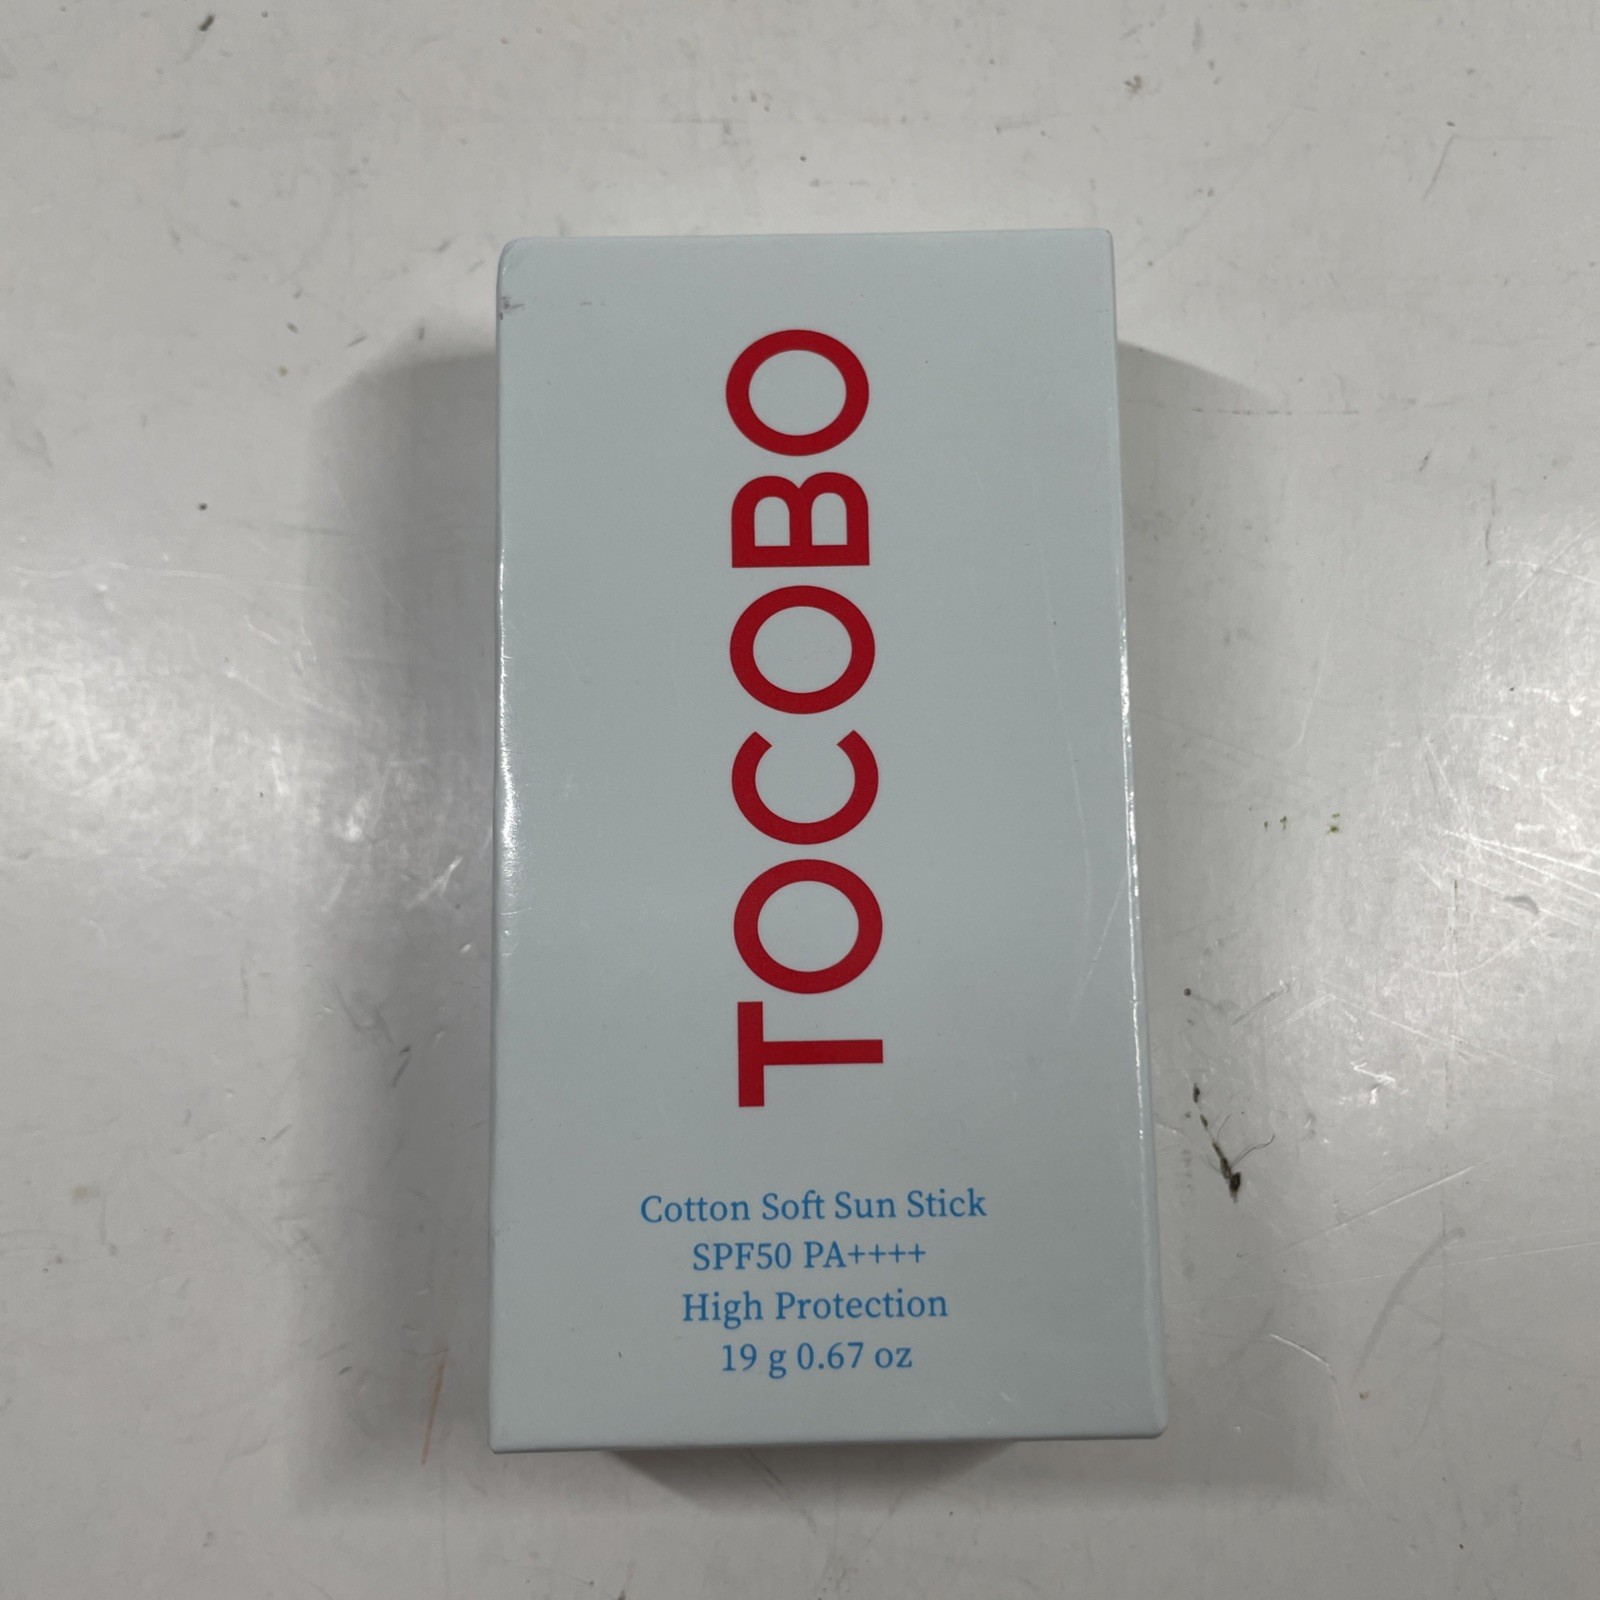 TOCOBO
Cotton Soft Sun Stick
SPF50 PA++++
High Protection
19 g 0.67 oz